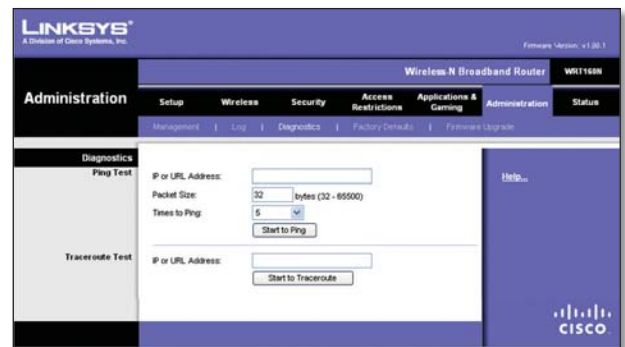 LINKSYS®
A Division of Cisco Systems, Inc.
Firmware Version: v1.00.1
Wireless-N Broadband Router WRT160N
Administration
Setup Wireless Security Access Restrictions Applications & Gaming Administration Status
Management | Log | Diagnostics | Factory Defaults | Firmware Upgrade
Diagnostics
Ping Test
IP or URL Address:
Packet Size: 32 bytes (32 - 65500)
Times to Ping: 5
Start to Ping
Traceroute Test
IP or URL Address:
Start to Traceroute
Help...
CISCO